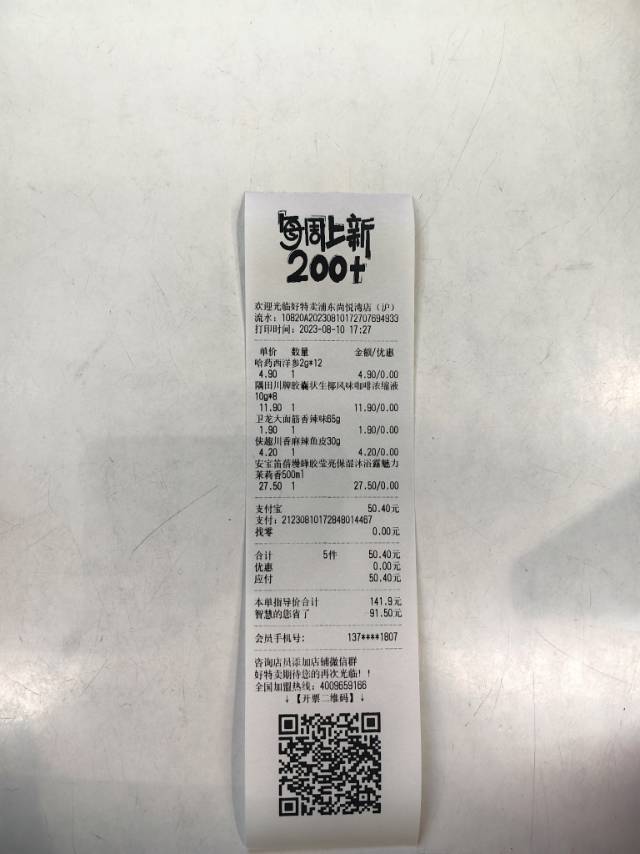 每周上新
200+
欢迎光临好特卖浦东尚悦湾店（沪）
流水：10820A20230810172707694933
打印时间：2023-08-10 17:27
单价 数量 金额/优惠
哈药西洋参2g*12
4.90 1 4.90/0.00
隅田川牌胶囊状生椰风味咖啡浓缩液
10g*8
11.90 1 11.90/0.00
卫龙大面筋香辣味65g
1.90 1 1.90/0.00
侠趣川香麻辣鱼皮30g
4.20 1 4.20/0.00
安宝笛蓓缦蜂胶莹亮保湿沐浴露魅力
茉莉香500ml
27.50 1 27.50/0.00
支付宝 50.40元
支付：21230810172848014467
找零 0.00元
合计 5件 50.40元
优惠 0.00元
应付 50.40元
本单指导价合计 141.9元
智慧的您省了 91.50元
会员手机号： 137****1807
咨询店员添加店铺微信群
好特卖期待您的再次光临！！
全国加盟热线：4009659166
↓【开票二维码】↓